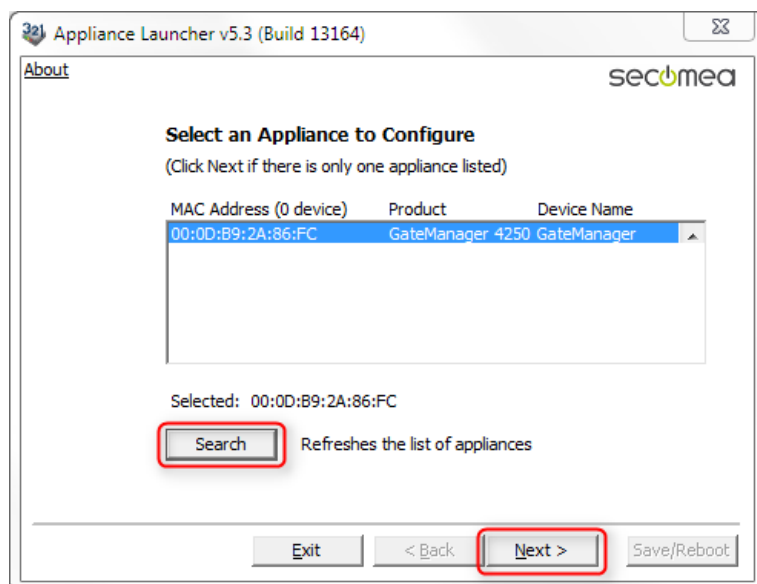 Appliance Launcher v5.3 (Build 13164)
About
secomea
Select an Appliance to Configure
(Click Next if there is only one appliance listed)
MAC Address (0 device) Product Device Name
00:0D:B9:2A:86:FC GateManager 4250 GateManager
Selected: 00:0D:B9:2A:86:FC
Search Refreshes the list of appliances
Exit < Back Next > Save/Reboot